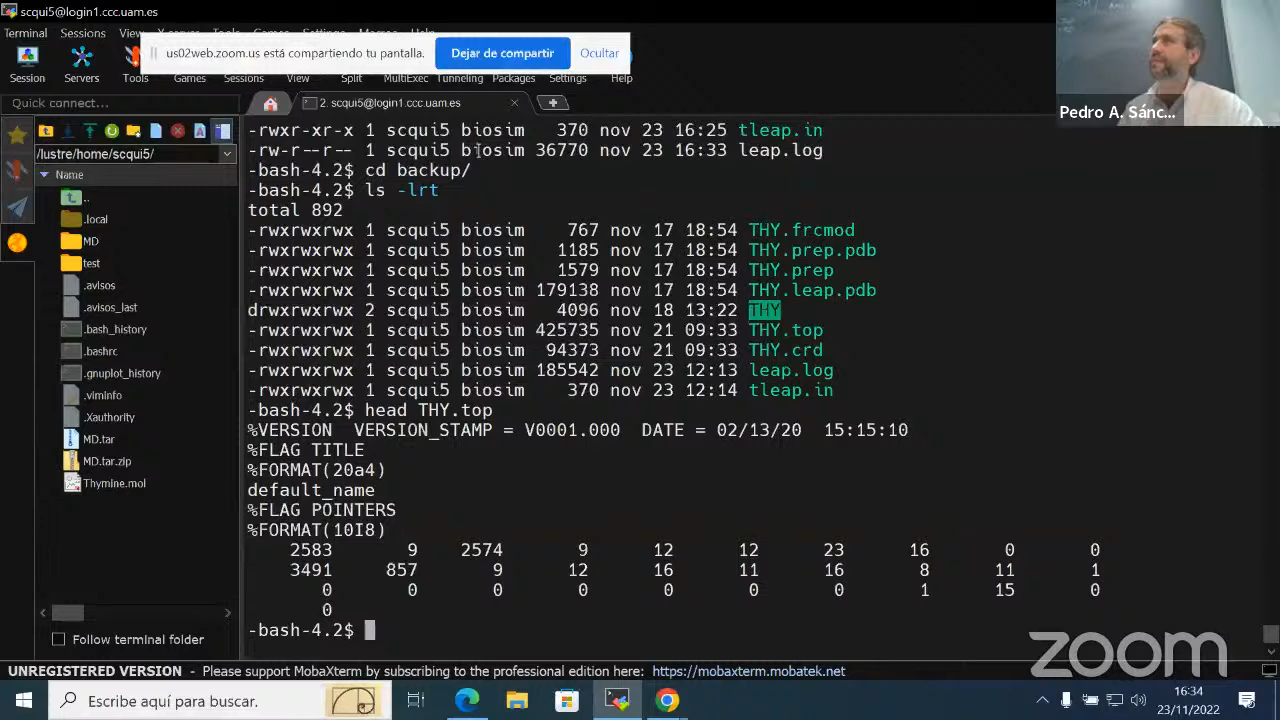 scqui5@login1.ccc.uam.es
Terminal Sessions View
us02web.zoom.us está compartiendo tu pantalla. Dejar de compartir Ocultar
Session Servers Tools Games Sessions View Split MultiExec Tunneling Packages Settings Help
Quick connect...
2. scqui5@login1.ccc.uam.es
/lustre/home/scqui5/
Name
..
.local
MD
test
.avisos
.avisos_last
.bash_history
.bashrc
.gnuplot_history
.viminfo
.Xauthority
MD.tar
MD.tar.zip
Thymine.mol
Follow terminal folder
-rwxr-xr-x 1 scqui5 biosim 370 nov 23 16:25 tleap.in
-rw-r--r-- 1 scqui5 biosim 36770 nov 23 16:33 leap.log
-bash-4.2$ cd backup/
-bash-4.2$ ls -lrt
total 892
-rwxrwxrwx 1 scqui5 biosim 767 nov 17 18:54 THY.frcmod
-rwxrwxrwx 1 scqui5 biosim 1185 nov 17 18:54 THY.prep.pdb
-rwxrwxrwx 1 scqui5 biosim 1579 nov 17 18:54 THY.prep
-rwxrwxrwx 1 scqui5 biosim 179138 nov 17 18:54 THY.leap.pdb
drwxrwxrwx 2 scqui5 biosim 4096 nov 18 13:22 THY
-rwxrwxrwx 1 scqui5 biosim 425735 nov 21 09:33 THY.top
-rwxrwxrwx 1 scqui5 biosim 94373 nov 21 09:33 THY.crd
-rwxrwxrwx 1 scqui5 biosim 185542 nov 23 12:13 leap.log
-rwxrwxrwx 1 scqui5 biosim 370 nov 23 12:14 tleap.in
-bash-4.2$ head THY.top
%VERSION VERSION_STAMP = V0001.000 DATE = 02/13/20 15:15:10
%FLAG TITLE
%FORMAT(20a4)
default_name
%FLAG POINTERS
%FORMAT(10I8)
2583 9 2574 9 12 12 23 16 0 0
3491 857 9 12 16 11 16 8 11 1
0 0 0 0 0 0 0 1 15 0
0
-bash-4.2$
Pedro A. Sánc...
zoom
UNREGISTERED VERSION - Please support MobaXterm by subscribing to the professional edition here: https://mobaxterm.mobatek.net
Escribe aquí para buscar.
16:34
23/11/2022